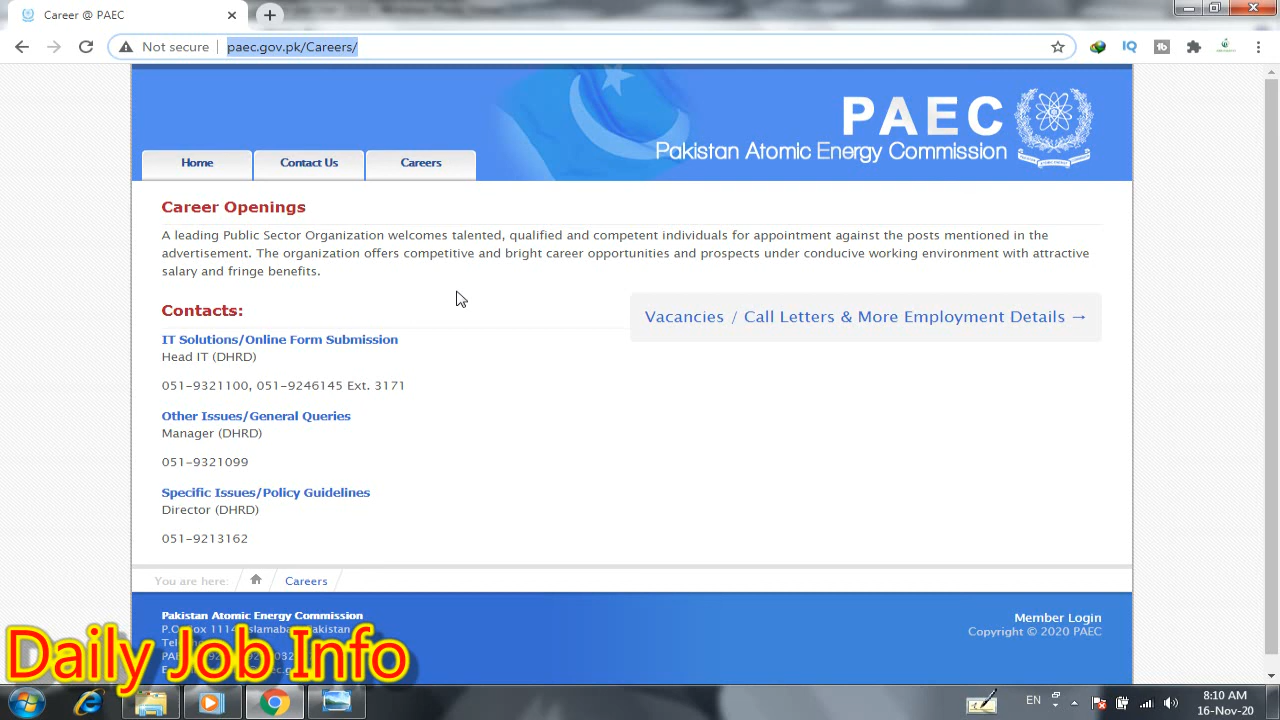 Career @ PAEC
Not secure
paec.gov.pk/Careers/
PAEC
Pakistan Atomic Energy Commission
Home
Contact Us
Careers
Career Openings
A leading Public Sector Organization welcomes talented, qualified and competent individuals for appointment against the posts mentioned in the
advertisement. The organization offers competitive and bright career opportunities and prospects under conducive working environment with attractive
salary and fringe benefits.
Contacts:
Vacancies / Call Letters & More Employment Details →
IT Solutions/Online Form Submission
Head IT (DHRD)
051-9321100, 051-9246145 Ext. 3171
Other Issues/General Queries
Manager (DHRD)
051-9321099
Specific Issues/Policy Guidelines
Director (DHRD)
051-9213162
You are here:
Careers
Pakistan Atomic Energy Commission
Pakistan
Member Login
Copyright © 2020 PAEC
Daily Job Info
EN
8:10 AM
16-Nov-20